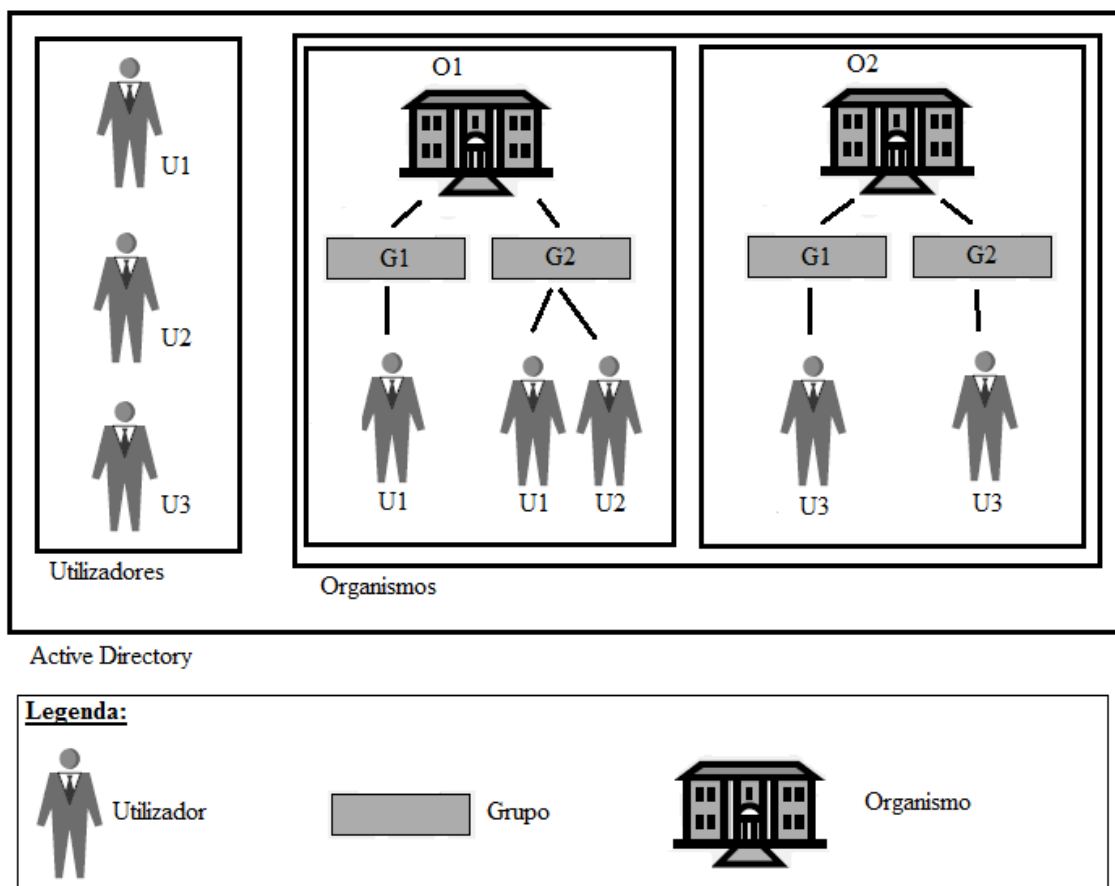 O1
O2
U1
G1
G2
G1
G2
U2
U1
U1
U2
U3
U3
U3
Utilizadores
Organismos
Active Directory
Legenda:
Utilizador
Grupo
Organismo